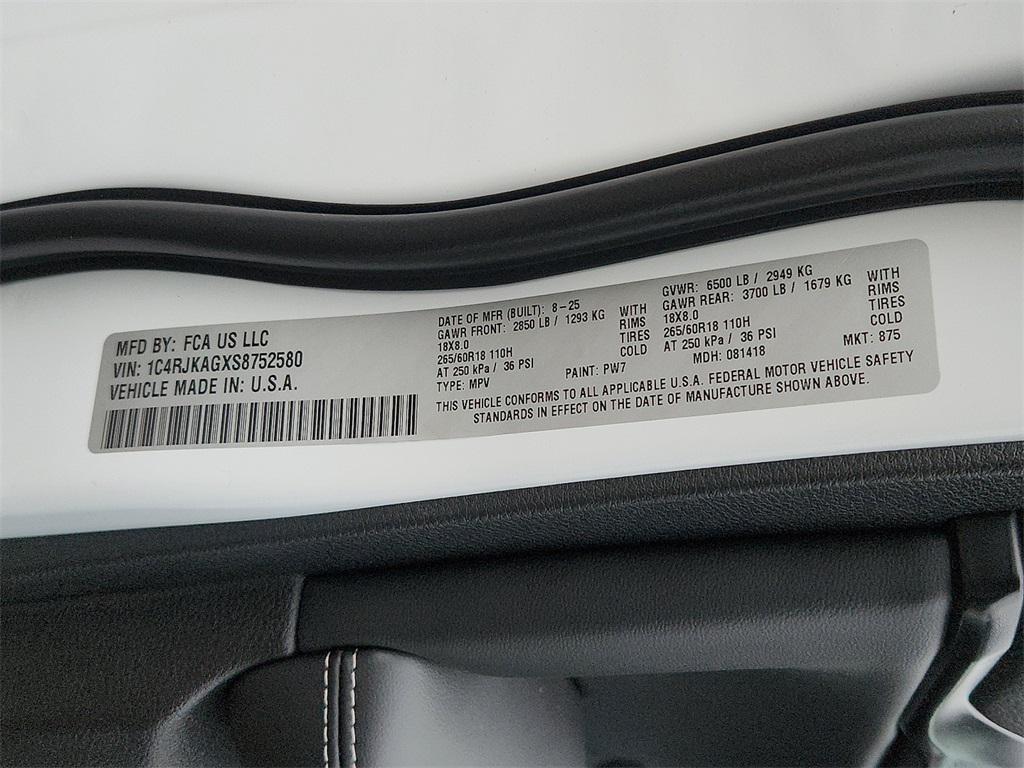 MFD BY: FCA US LLC
VIN: 1C4RJKAGXS8752580
VEHICLE MADE IN: U.S.A.
DATE OF MFR (BUILT): 8-25
GAWR FRONT: 2850 LB / 1293 KG WITH
18X8.0 RIMS
265/60R18 110H TIRES
AT 250 kPa / 36 PSI COLD
TYPE: MPV PAINT: PW7
GVWR: 6500 LB / 2949 KG
GAWR REAR: 3700 LB / 1679 KG WITH
18X8.0 RIMS
265/60R18 110H TIRES
AT 250 kPa / 36 PSI COLD
MDH: 081418 MKT: 875
THIS VEHICLE CONFORMS TO ALL APPLICABLE U.S.A. FEDERAL MOTOR VEHICLE SAFETY
STANDARDS IN EFFECT ON THE DATE OF MANUFACTURE SHOWN ABOVE.